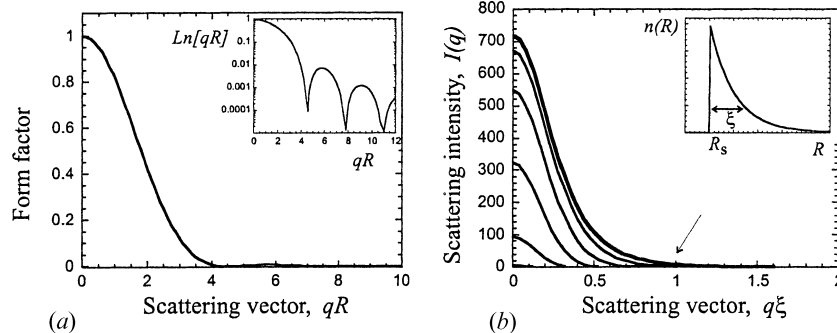 Form factor
1
0.8
0.6
0.4
0.2
0
0 2 4 6 8 10
Scattering vector, qR
(a)
Ln[qR]
1
0.1
0.01
0.001
0.0001
0 2 4 6 8 10 12
qR
Scattering intensity, I(q)
800
700
600
500
400
300
200
100
0
0 0.5 1 1.5 2
Scattering vector, qξ
(b)
n(R)
ξ
R_s R